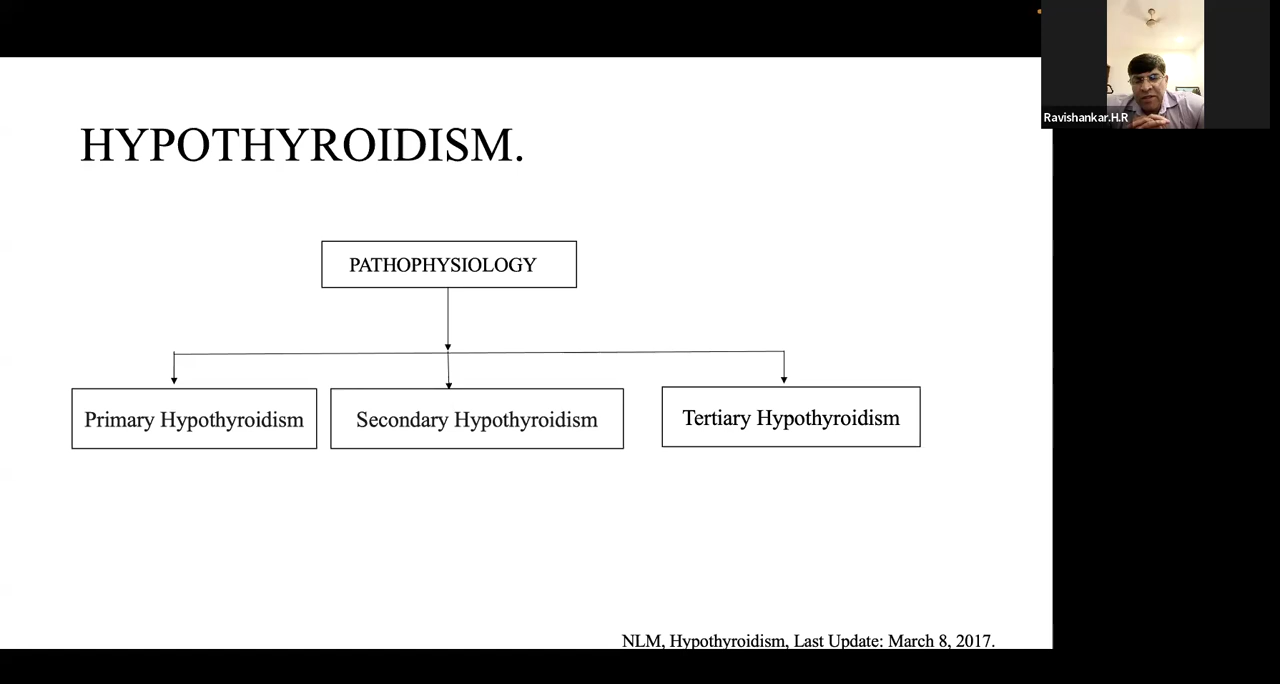 HYPOTHYROIDISM.
Ravishankar.H.R
PATHOPHYSIOLOGY
Primary Hypothyroidism
Secondary Hypothyroidism
Tertiary Hypothyroidism
NLM, Hypothyroidism, Last Update: March 8, 2017.